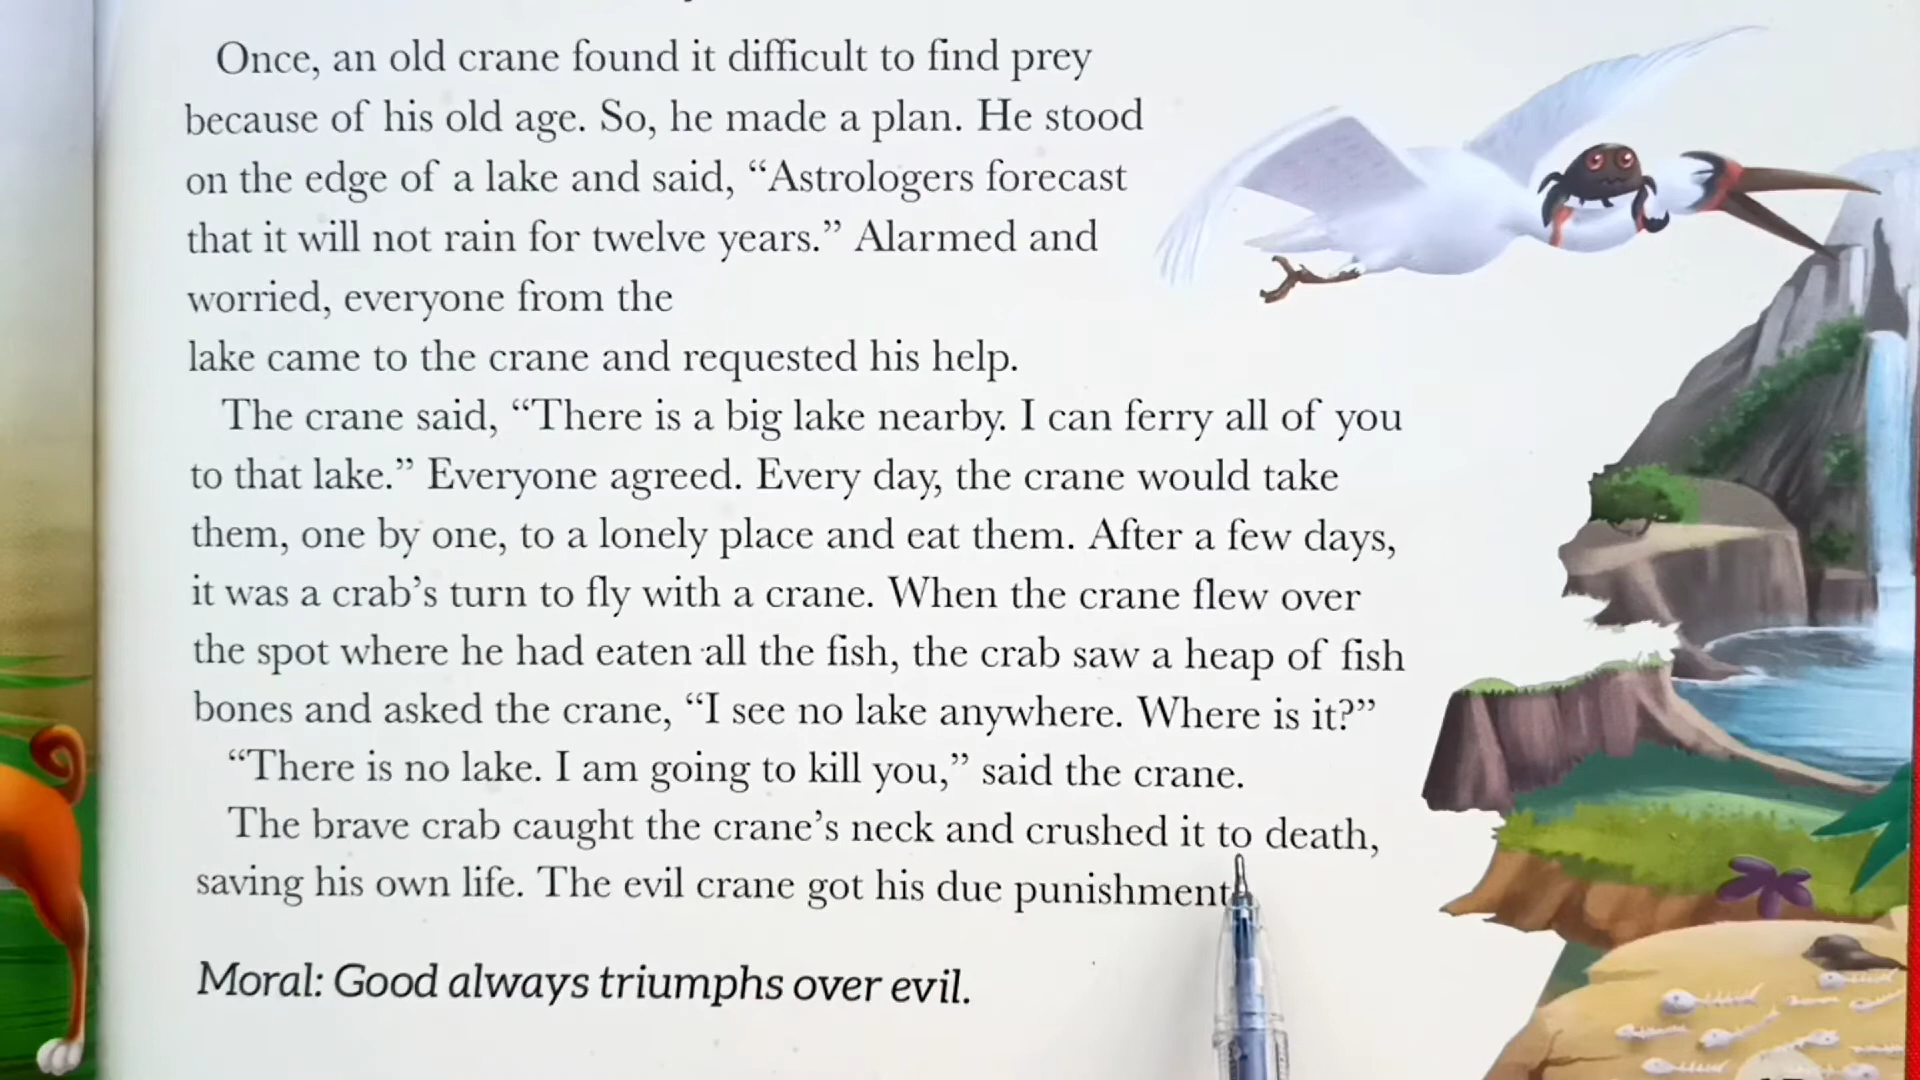 Once, an old crane found it difficult to find prey
because of his old age. So, he made a plan. He stood
on the edge of a lake and said, “Astrologers forecast
that it will not rain for twelve years.” Alarmed and
worried, everyone from the
lake came to the crane and requested his help.
The crane said, “There is a big lake nearby. I can ferry all of you
to that lake.” Everyone agreed. Every day, the crane would take
them, one by one, to a lonely place and eat them. After a few days,
it was a crab’s turn to fly with a crane. When the crane flew over
the spot where he had eaten all the fish, the crab saw a heap of fish
bones and asked the crane, “I see no lake anywhere. Where is it?”
“There is no lake. I am going to kill you,” said the crane.
The brave crab caught the crane’s neck and crushed it to death,
saving his own life. The evil crane got his due punishment
Moral: Good always triumphs over evil.